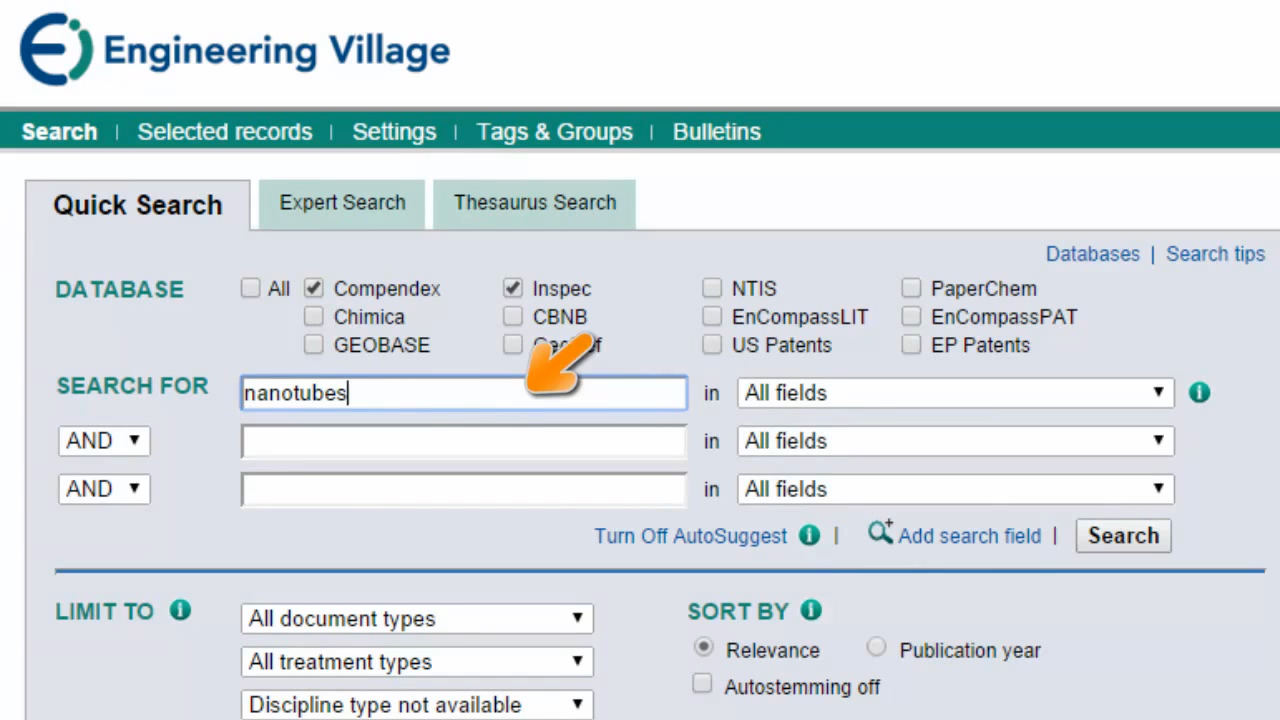 Engineering Village
Search | Selected records | Settings | Tags & Groups | Bulletins
Quick Search Expert Search Thesaurus Search
Databases | Search tips
DATABASE All Compendex Inspec NTIS PaperChem
Chimica CBNB EnCompassLIT EnCompassPAT
GEOBASE US Patents EP Patents
SEARCH FOR nanotubes in All fields
AND in All fields
AND in All fields
Turn Off AutoSuggest | Add search field | Search
LIMIT TO All document types SORT BY
All treatment types Relevance Publication year
Discipline type not available Autostemming off